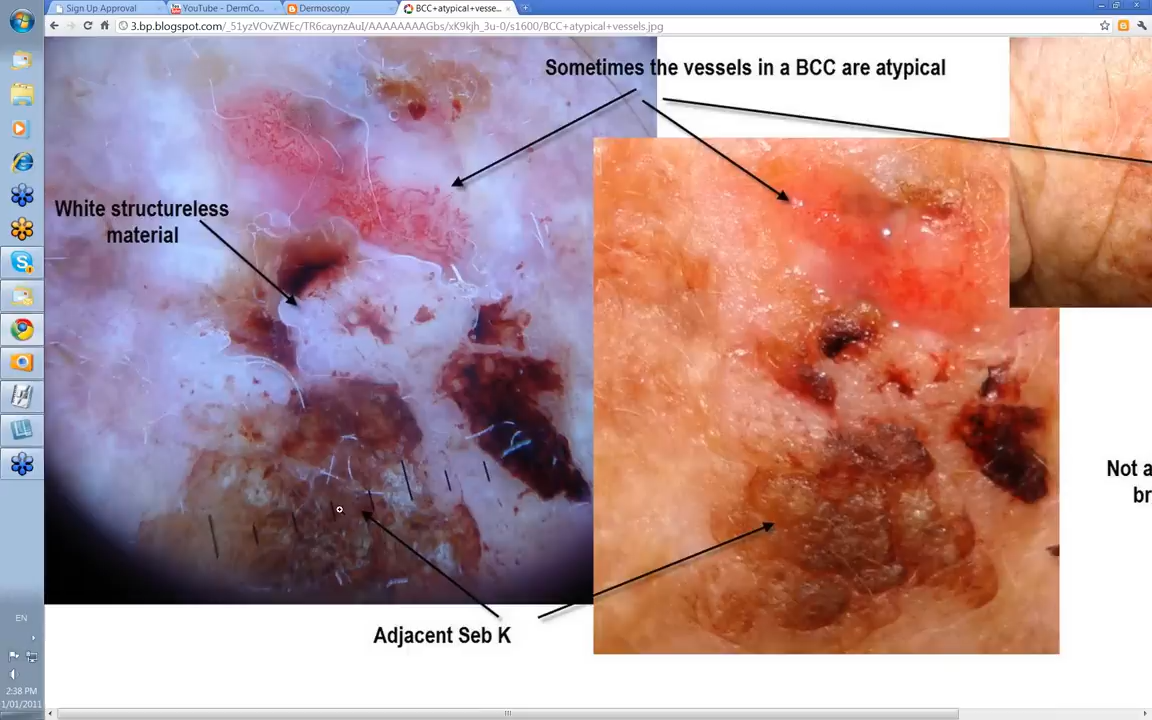 Sign Up Approval
YouTube - DermCo...
Dermoscopy
BCC+atypical+vesse...
3.bp.blogspot.com/_51yzVOvZWEc/TR6caynzAuI/AAAAAAAAGbs/xK9kjh_3u-0/s1600/BCC+atypical+vessels.jpg
Sometimes the vessels in a BCC are atypical
White structureless
material
Not a
br
Adjacent Seb K
EN
2:38 PM
1/01/2011